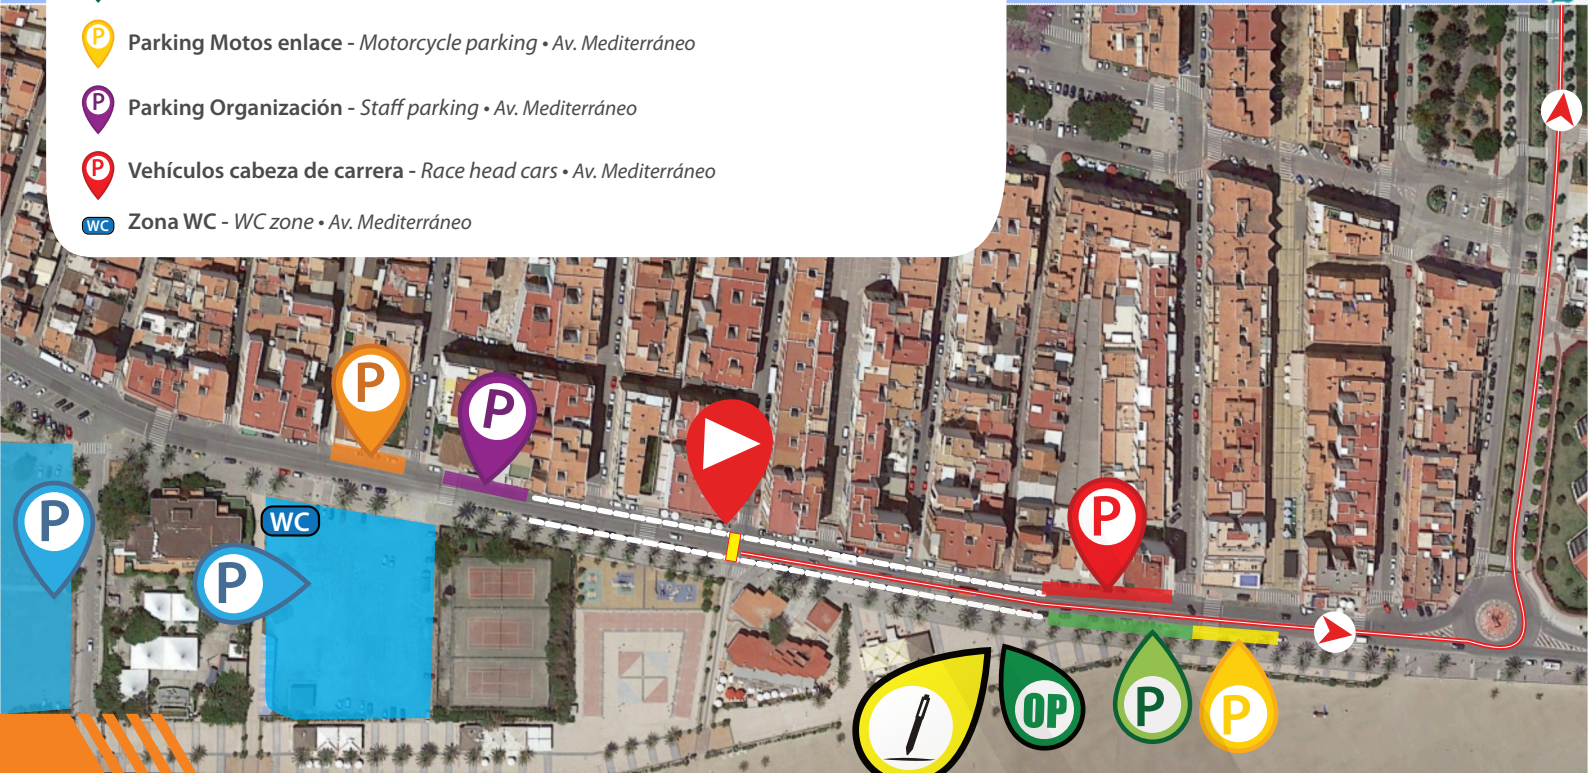 P Parking Motos enlace - Motorcycle parking • Av. Mediterráneo
P Parking Organización - Staff parking • Av. Mediterráneo
P Vehículos cabeza de carrera - Race head cars • Av. Mediterráneo
WC Zona WC - WC zone • Av. Mediterráneo
P
P
P
P
WC
P
OP
P
P